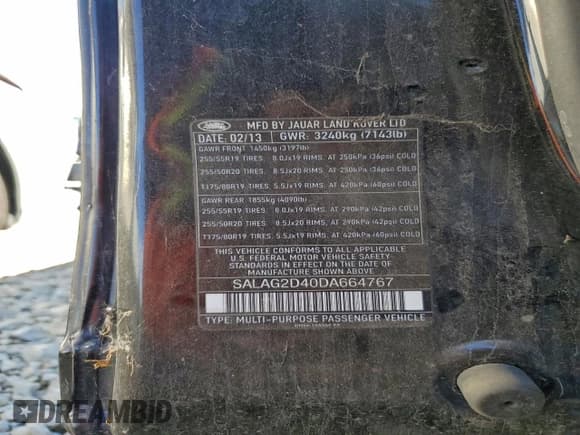 MFD BY JAUAR LAND ROVER LTD
DATE: 02/13 GWR: 3240kg (7143lb)
GAWR FRONT 1450kg (3197lb)
255/55R19 TIRES. 8.0Jx19 RIMS. AT 250kPa (36psi) COLD
255/50R20 TIRES. 8.5Jx20 RIMS. AT 250kPa (36psi) COLD
T175/80R19 TIRES. 5.5Jx19 RIMS. AT 420kPa (60psi) COLD
GAWR REAR 1855kg (4090lb)
255/55R19 TIRES. 8.0Jx19 RIMS. AT 290kPa (42psi) COLD
255/50R20 TIRES. 8.5Jx20 RIMS. AT 290kPa (42psi) COLD
T175/80R19 TIRES. 5.5Jx19 RIMS. AT 420kPa (60psi) COLD
THIS VEHICLE CONFORMS TO ALL APPLICABLE
U.S. FEDERAL MOTOR VEHICLE SAFETY
STANDARDS IN EFFECT ON THE DATE OF
MANUFACTURE SHOWN ABOVE
SALAG2D40DA664767
TYPE: MULTI-PURPOSE PASSENGER VEHICLE
DREAMBID